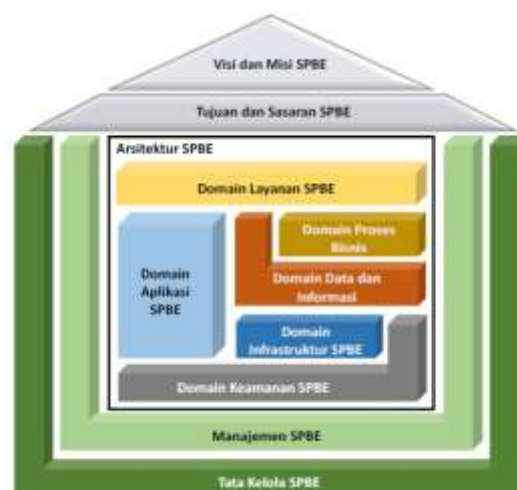 Visi dan Misi SPBE
Tujuan dan Sasaran SPBE
Arsitektur SPBE
Domain Layanan SPBE
Domain Proses
Bisnis
Domain
Aplikasi
SPBE
Domain Data dan
Informasi
Domain
Infrastruktur SPBE
Domain Keamanan SPBE
Manajemen SPBE
Tata Kelola SPBE